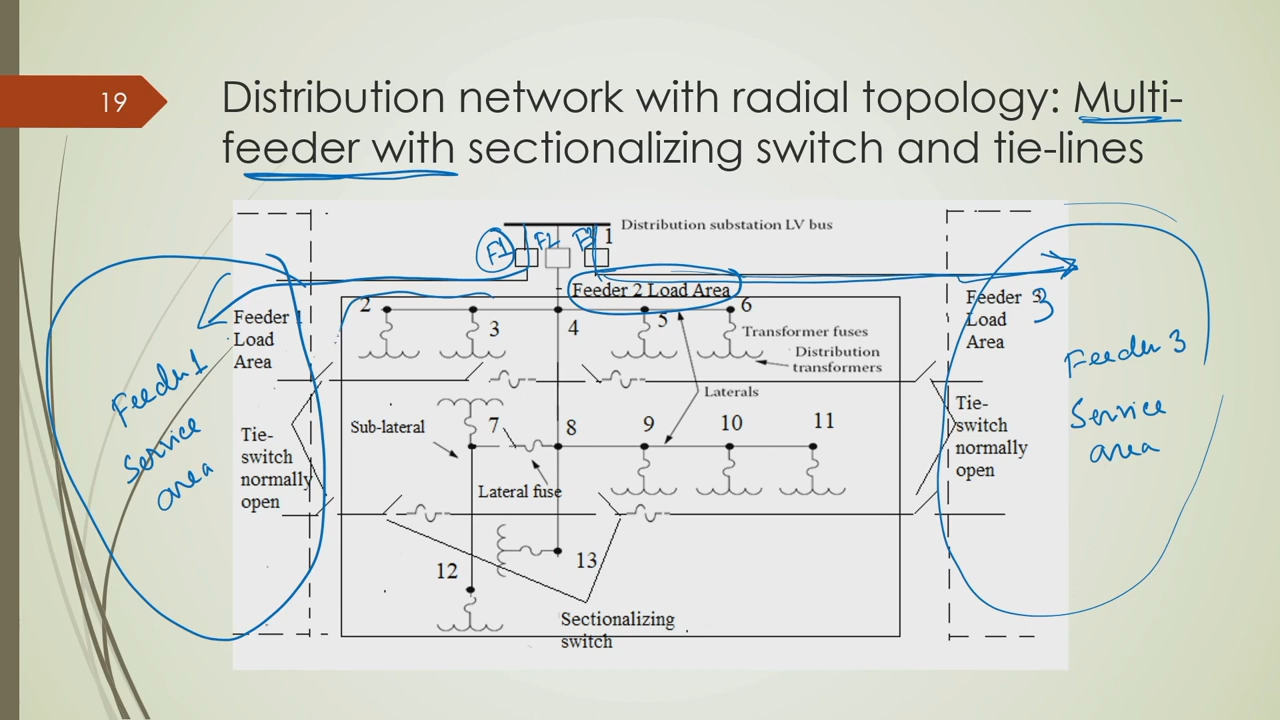 19
Distribution network with radial topology: Multi-
feeder with sectionalizing switch and tie-lines
Distribution substation LV bus
F1
F2
F3
1
Feeder 2 Load Area
2
3
4
5
6
Transformer fuses
Distribution
transformers
Laterals
Feeder 1
Load
Area
Feeder 3
Load
Area
3
Feeder 1
Service
area
Feeder 3
Service
area
Tie-
switch
normally
open
Tie-
switch
normally
open
Sub-lateral
7
8
9
10
11
Lateral fuse
12
13
Sectionalizing
switch